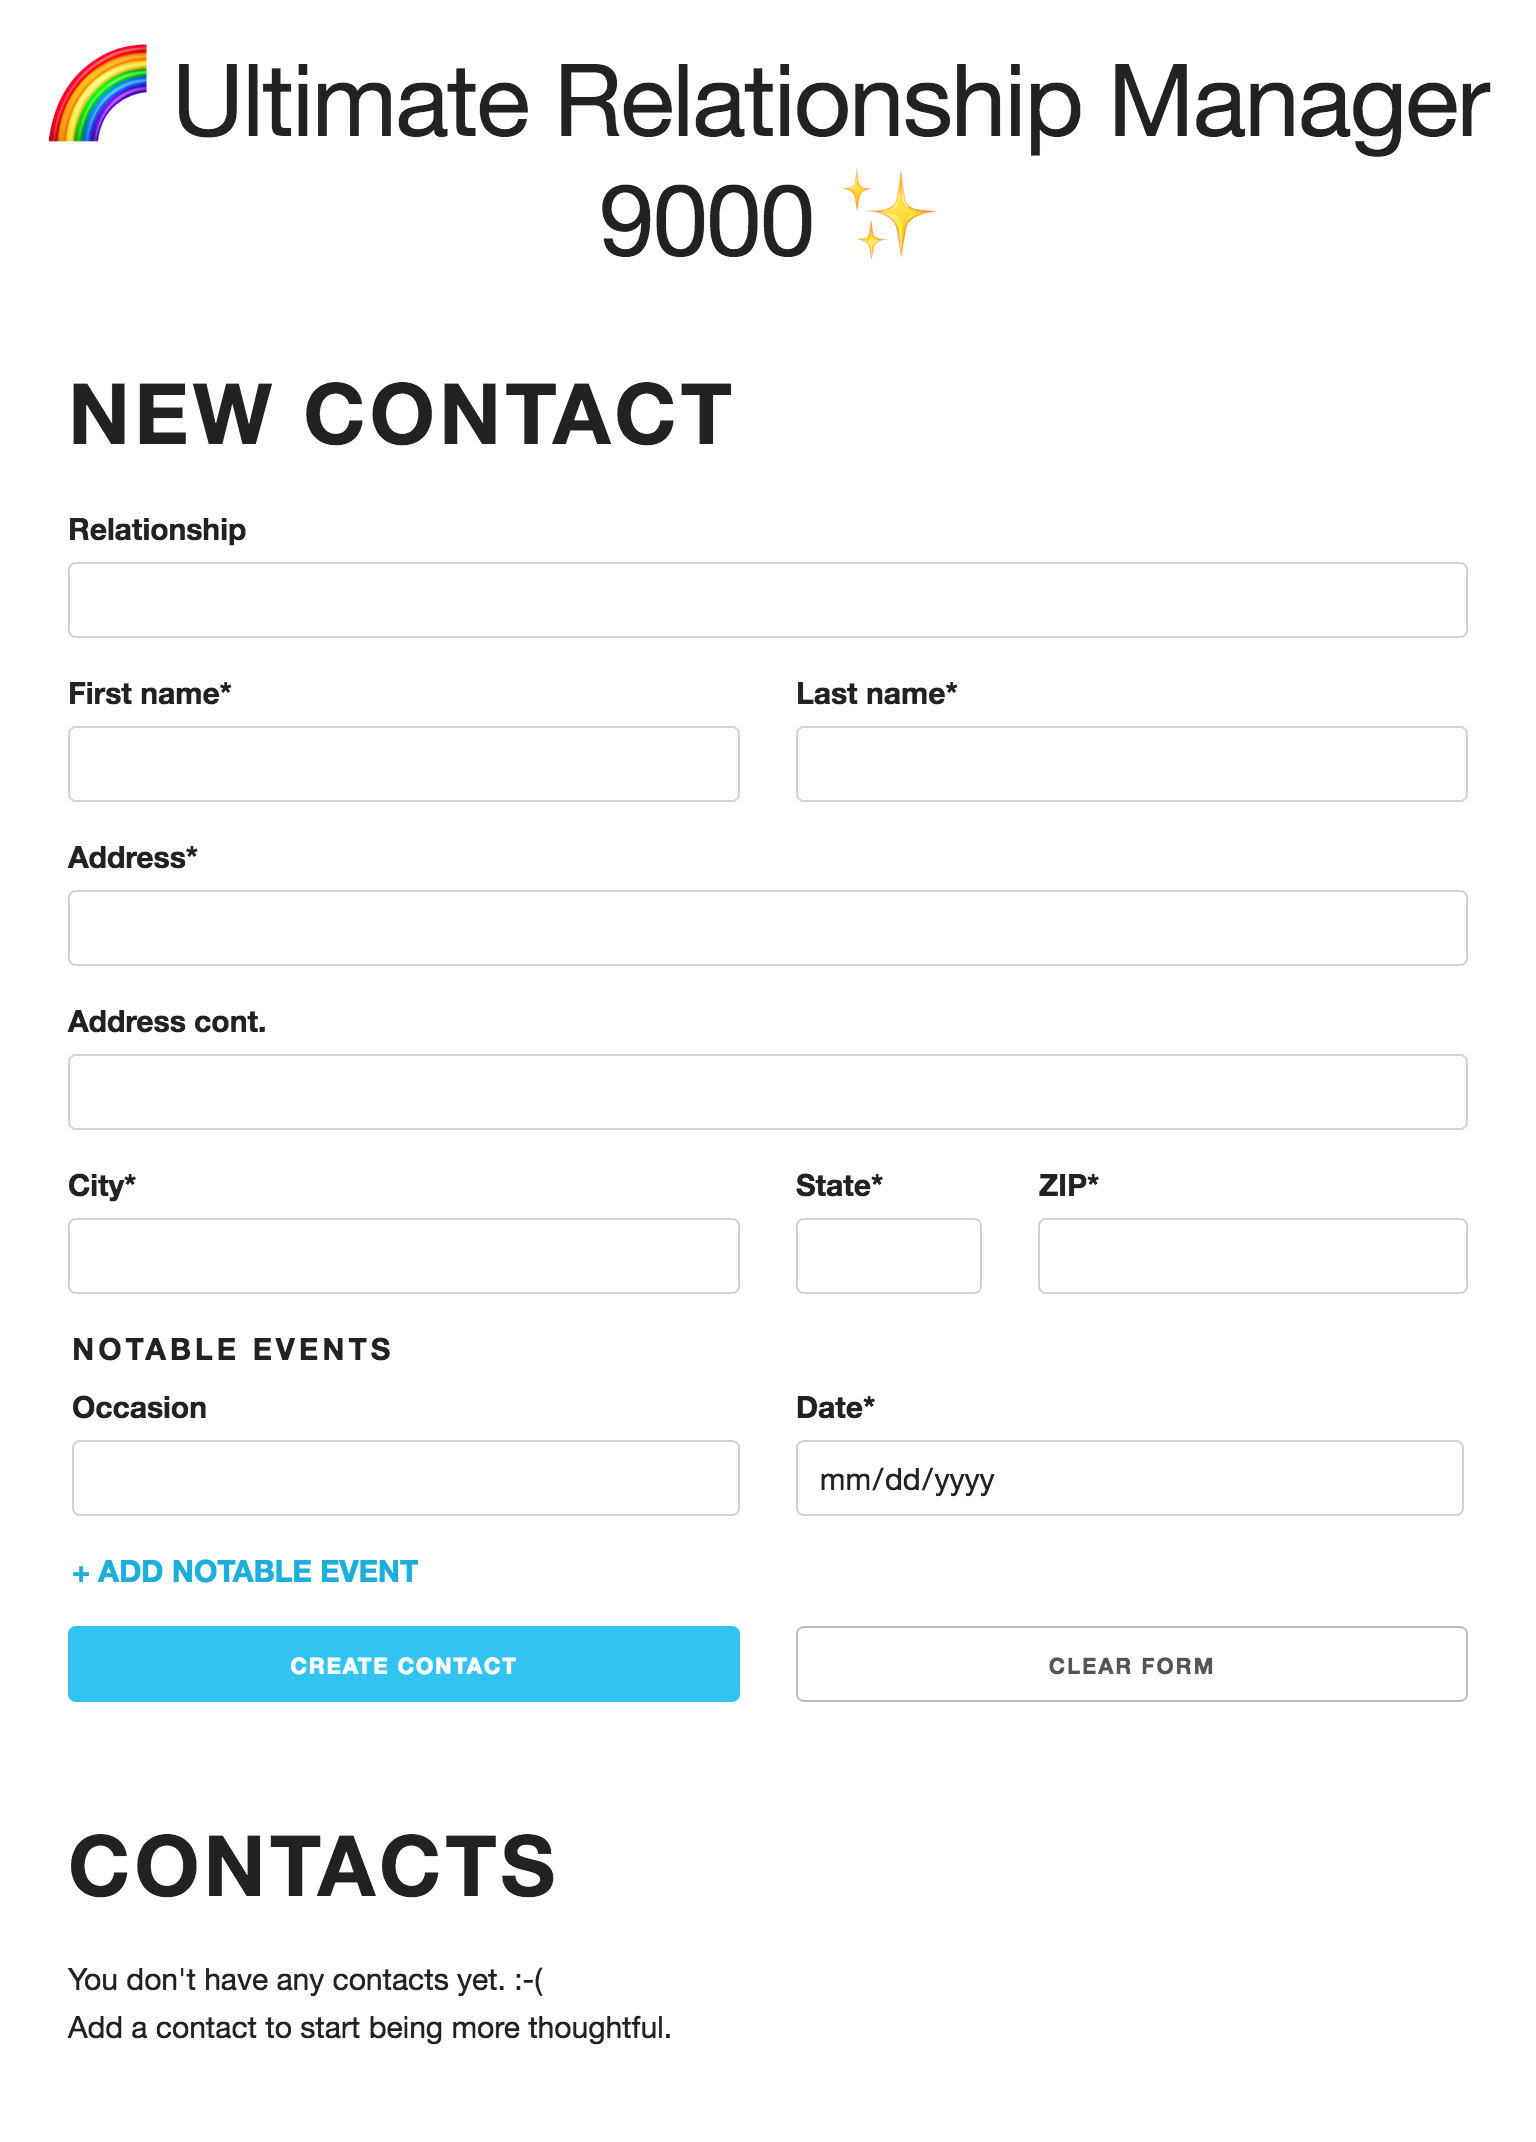 🌈 Ultimate Relationship Manager
9000 ✨
NEW CONTACT
Relationship
First name* Last name*
Address*
Address cont.
City* State* ZIP*
NOTABLE EVENTS
Occasion Date*
mm/dd/yyyy
+ ADD NOTABLE EVENT
CREATE CONTACT CLEAR FORM
CONTACTS
You don't have any contacts yet. :-(
Add a contact to start being more thoughtful.